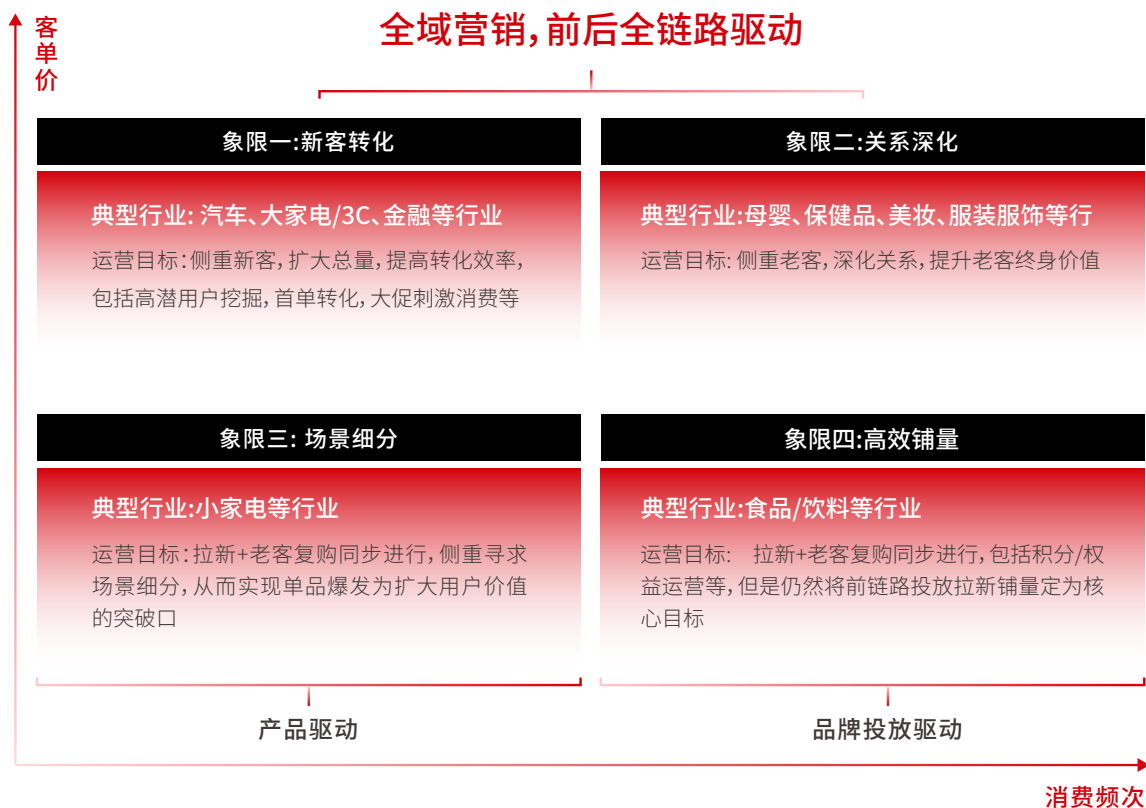 客单价
全域营销，前后全链路驱动
象限一:新客转化
典型行业: 汽车、大家电/3C、金融等行业
运营目标：侧重新客，扩大总量，提高转化效率，
包括高潜用户挖掘，首单转化，大促刺激消费等
象限二:关系深化
典型行业:母婴、保健品、美妆、服装服饰等行
运营目标: 侧重老客，深化关系，提升老客终身价值
象限三: 场景细分
典型行业:小家电等行业
运营目标：拉新+老客复购同步进行，侧重寻求
场景细分，从而实现单品爆发为扩大用户价值
的突破口
象限四:高效铺量
典型行业:食品/饮料等行业
运营目标: 拉新+老客复购同步进行，包括积分/权
益运营等，但是仍然将前链路投放拉新铺量定为核
心目标
产品驱动
品牌投放驱动
消费频次